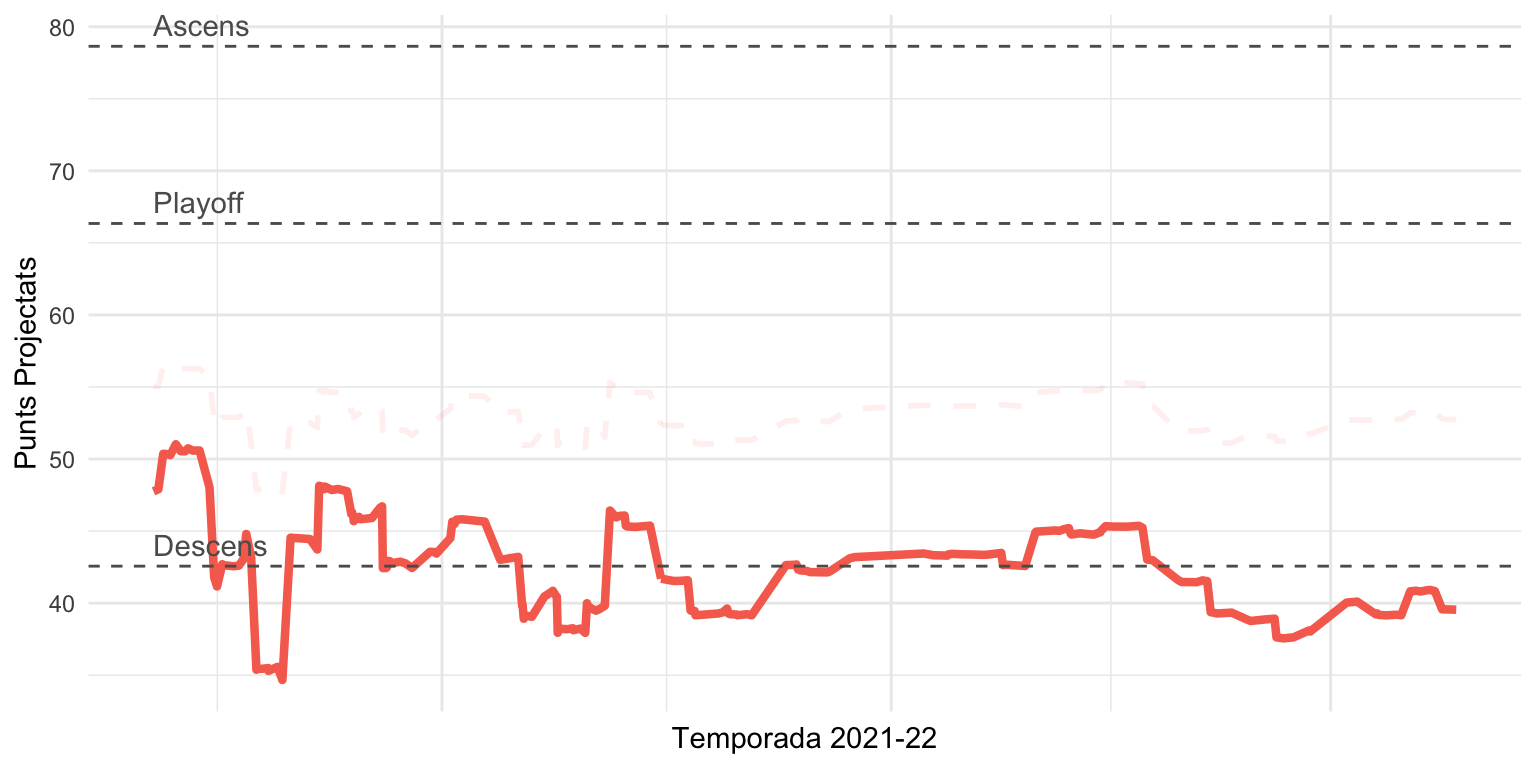 80
Ascens
70
Playoff
60
50
Descens
40
Punts Projectats
Temporada 2021-22